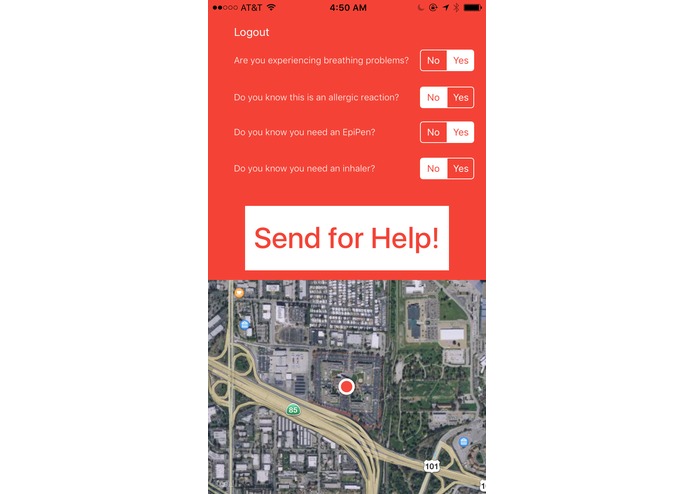 AT&T 4:50 AM
Logout
Are you experiencing breathing problems? No Yes
Do you know this is an allergic reaction? No Yes
Do you know you need an EpiPen? No Yes
Do you know you need an inhaler? No Yes
Send for Help!
85
101
1